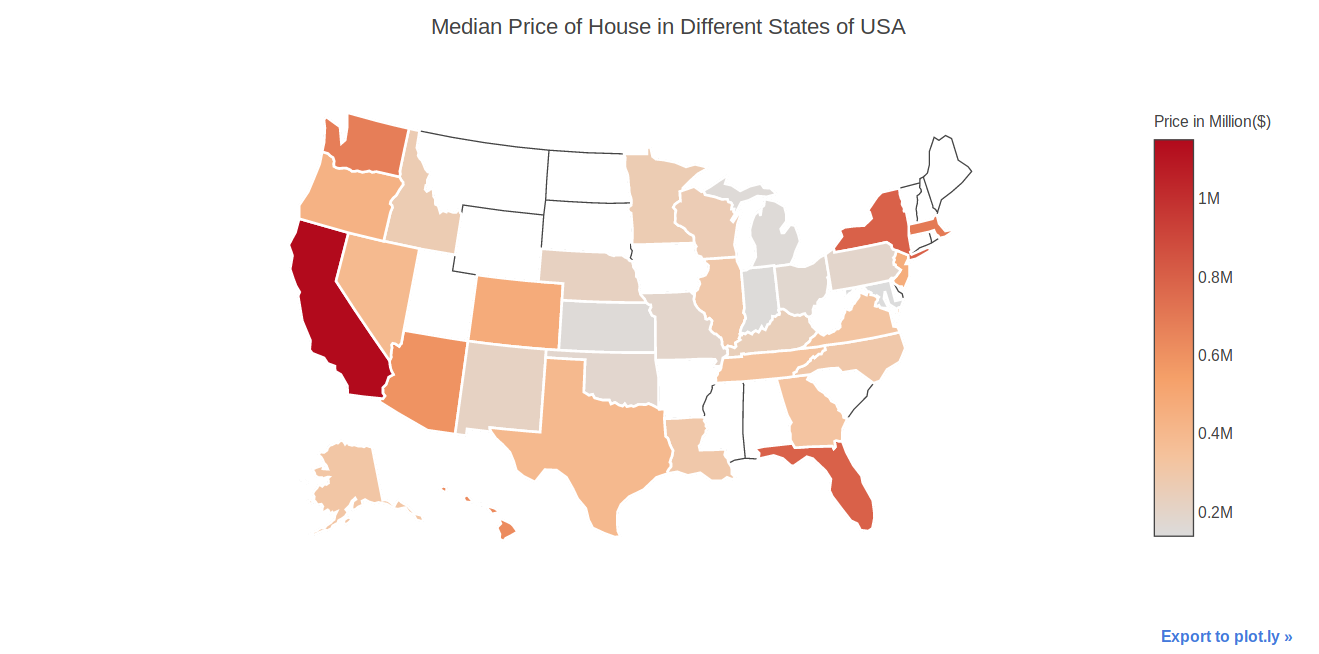 Median Price of House in Different States of USA
Price in Million($)
1M
0.8M
0.6M
0.4M
0.2M
Export to plot.ly »